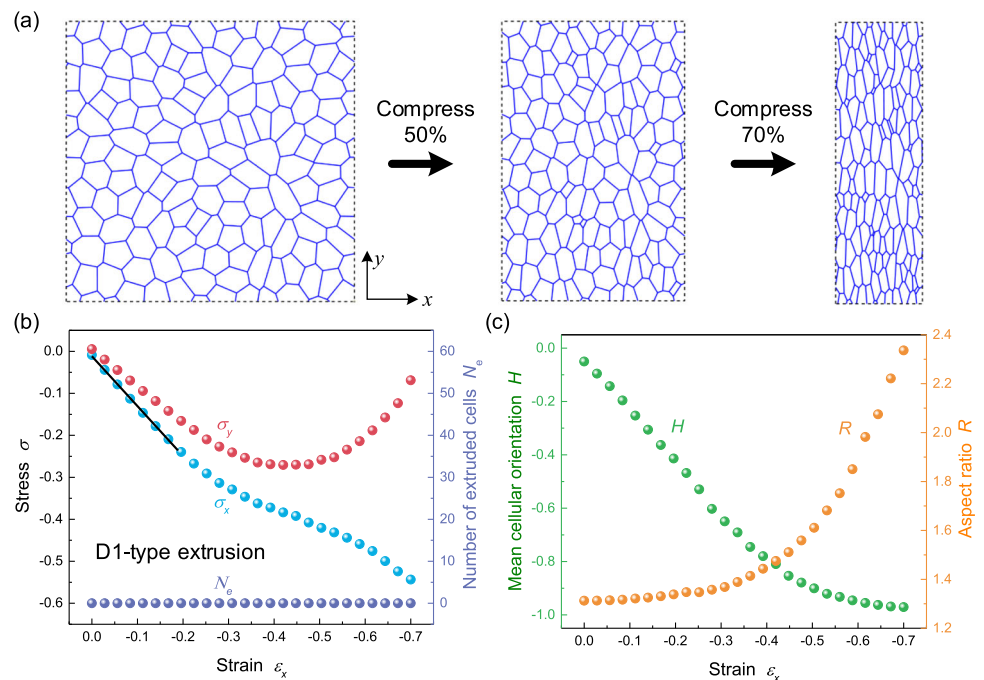 (a)
Compress
50%
Compress
70%
y
x
(b)
0.0
-0.1
-0.2
-0.3
-0.4
-0.5
-0.6
Stress σ
60
50
40
30
20
10
0
Number of extruded cells Nₑ
σy
σx
D1-type extrusion
Nₑ
0.0 -0.1 -0.2 -0.3 -0.4 -0.5 -0.6 -0.7
Strain εₓ
(c)
0.0
-0.2
-0.4
-0.6
-0.8
-1.0
Mean cellular orientation H
2.4
2.2
2.0
1.8
1.6
1.4
1.2
Aspect ratio R
H
R
0.0 -0.1 -0.2 -0.3 -0.4 -0.5 -0.6 -0.7
Strain εₓ